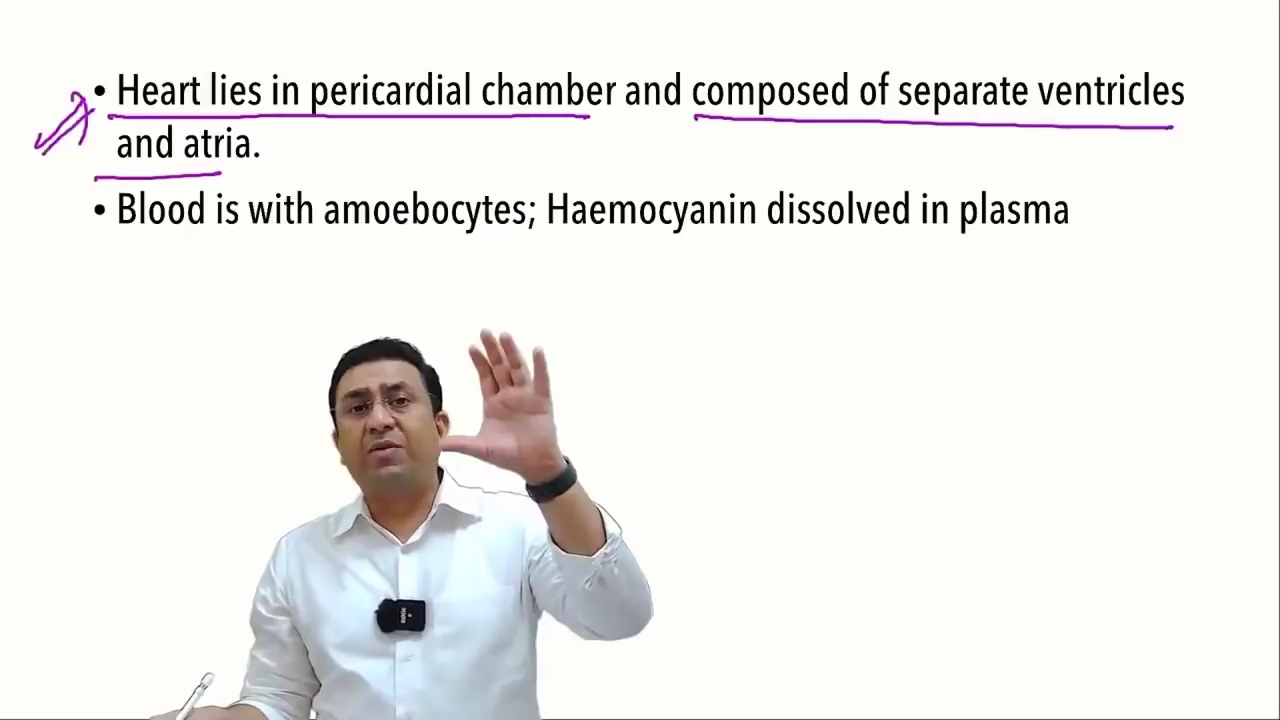 • Heart lies in pericardial chamber and composed of separate ventricles
and atria.
• Blood is with amoebocytes; Haemocyanin dissolved in plasma